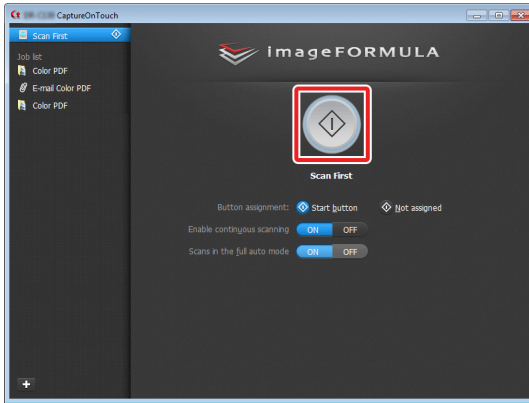 CaptureOnTouch
Scan First
Job list
Color PDF
E-mail Color PDF
Color PDF
imageFORMULA
Scan First
Button assignment: Start button Not assigned
Enable continuous scanning ON OFF
Scans in the full auto mode ON OFF